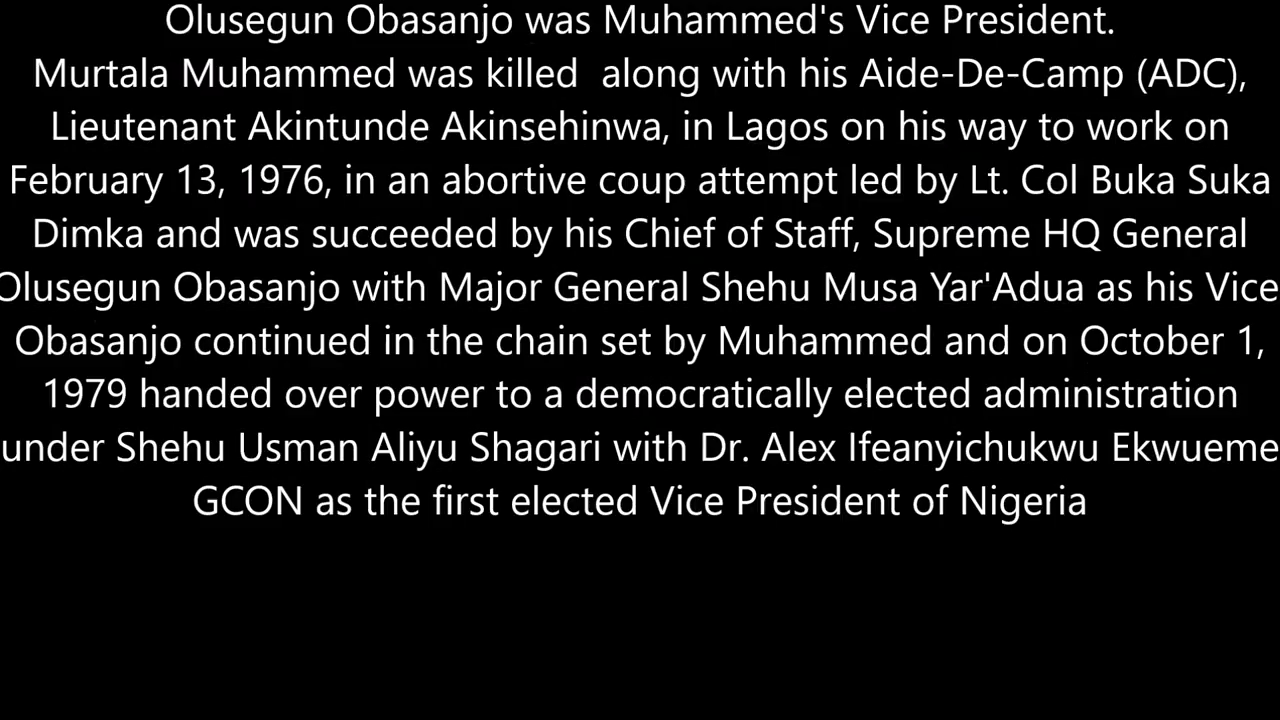 Olusegun Obasanjo was Muhammed's Vice President.
Murtala Muhammed was killed  along with his Aide-De-Camp (ADC),
Lieutenant Akintunde Akinsehinwa, in Lagos on his way to work on
February 13, 1976, in an abortive coup attempt led by Lt. Col Buka Suka
Dimka and was succeeded by his Chief of Staff, Supreme HQ General
Olusegun Obasanjo with Major General Shehu Musa Yar'Adua as his Vice
Obasanjo continued in the chain set by Muhammed and on October 1,
1979 handed over power to a democratically elected administration
under Shehu Usman Aliyu Shagari with Dr. Alex Ifeanyichukwu Ekwueme
GCON as the first elected Vice President of Nigeria